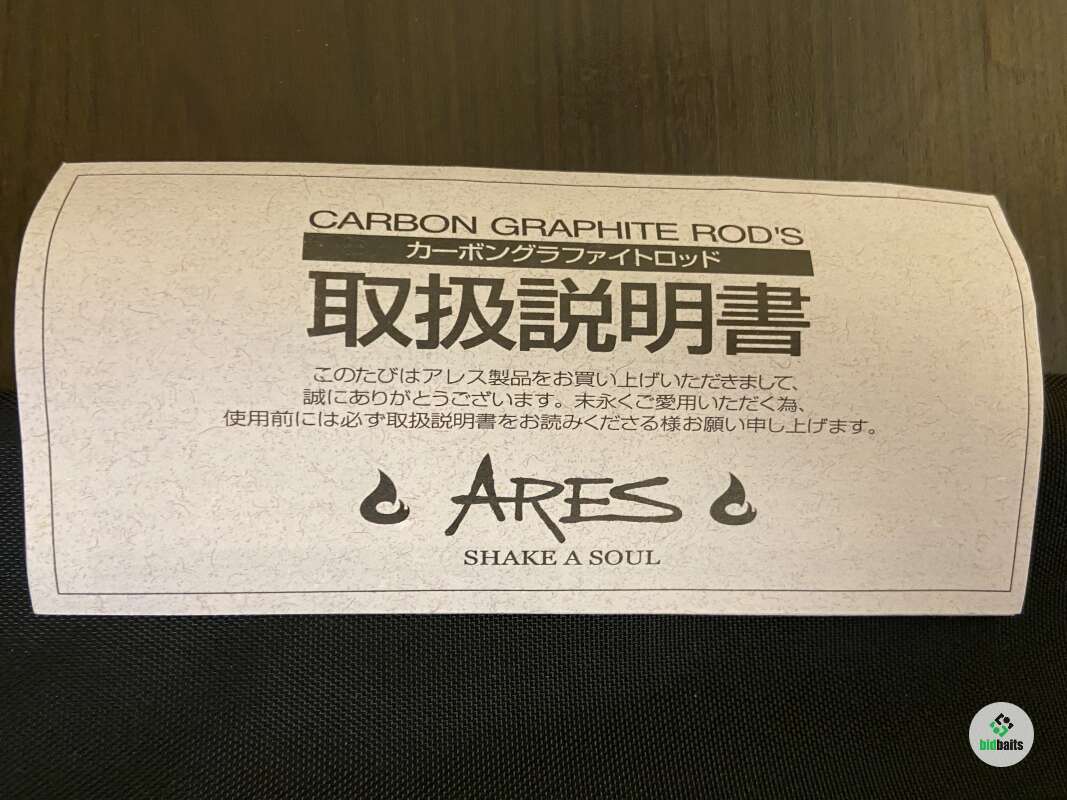 CARBON GRAPHITE ROD'S
カーボングラファイトロッド
取扱説明書
このたびはアレス製品をお買い上げいただきまして、
誠にありがとうございます。末永くご愛用いただく為、
使用前には必ず取扱説明書をお読みくださる様お願い申し上げます。
ARES
SHAKE A SOUL
bidbaits